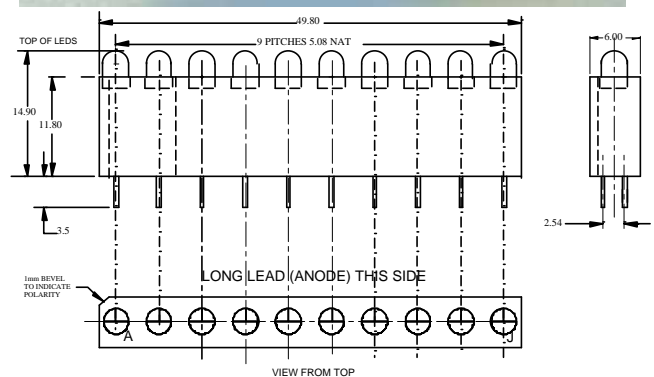 49.80
TOP OF LEDS
9 PITCHES 5.08 NAT
6.00
14.90
11.80
2.54
3.5
1mm BEVEL
TO INDICATE
POLARITY
LONG LEAD (ANODE) THIS SIDE
A
J
VIEW FROM TOP